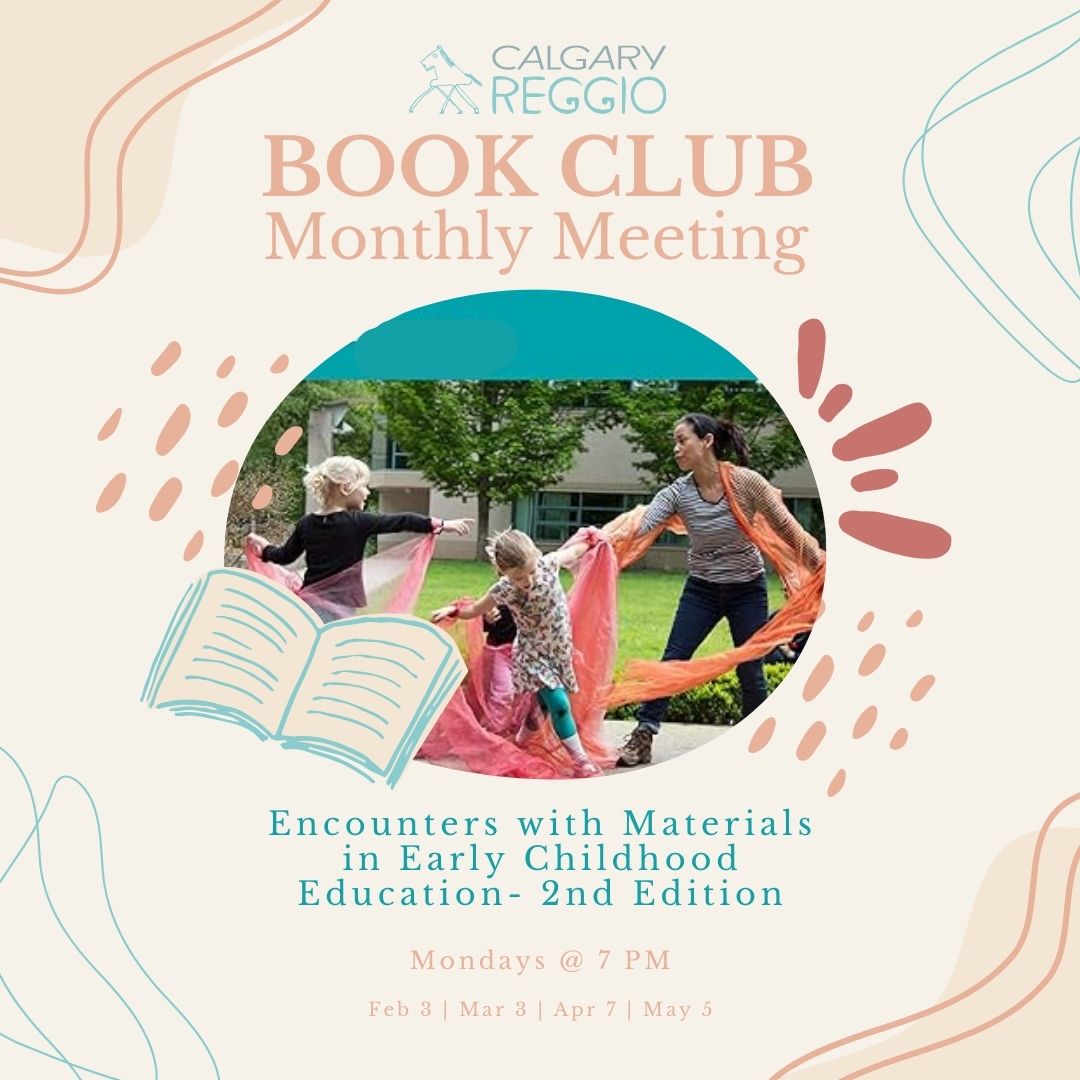 CALGARY
REGGIO
BOOK CLUB
Monthly Meeting
Encounters with Materials
in Early Childhood
Education- 2nd Edition
Mondays @ 7 PM
Feb 3 | Mar 3 | Apr 7 | May 5